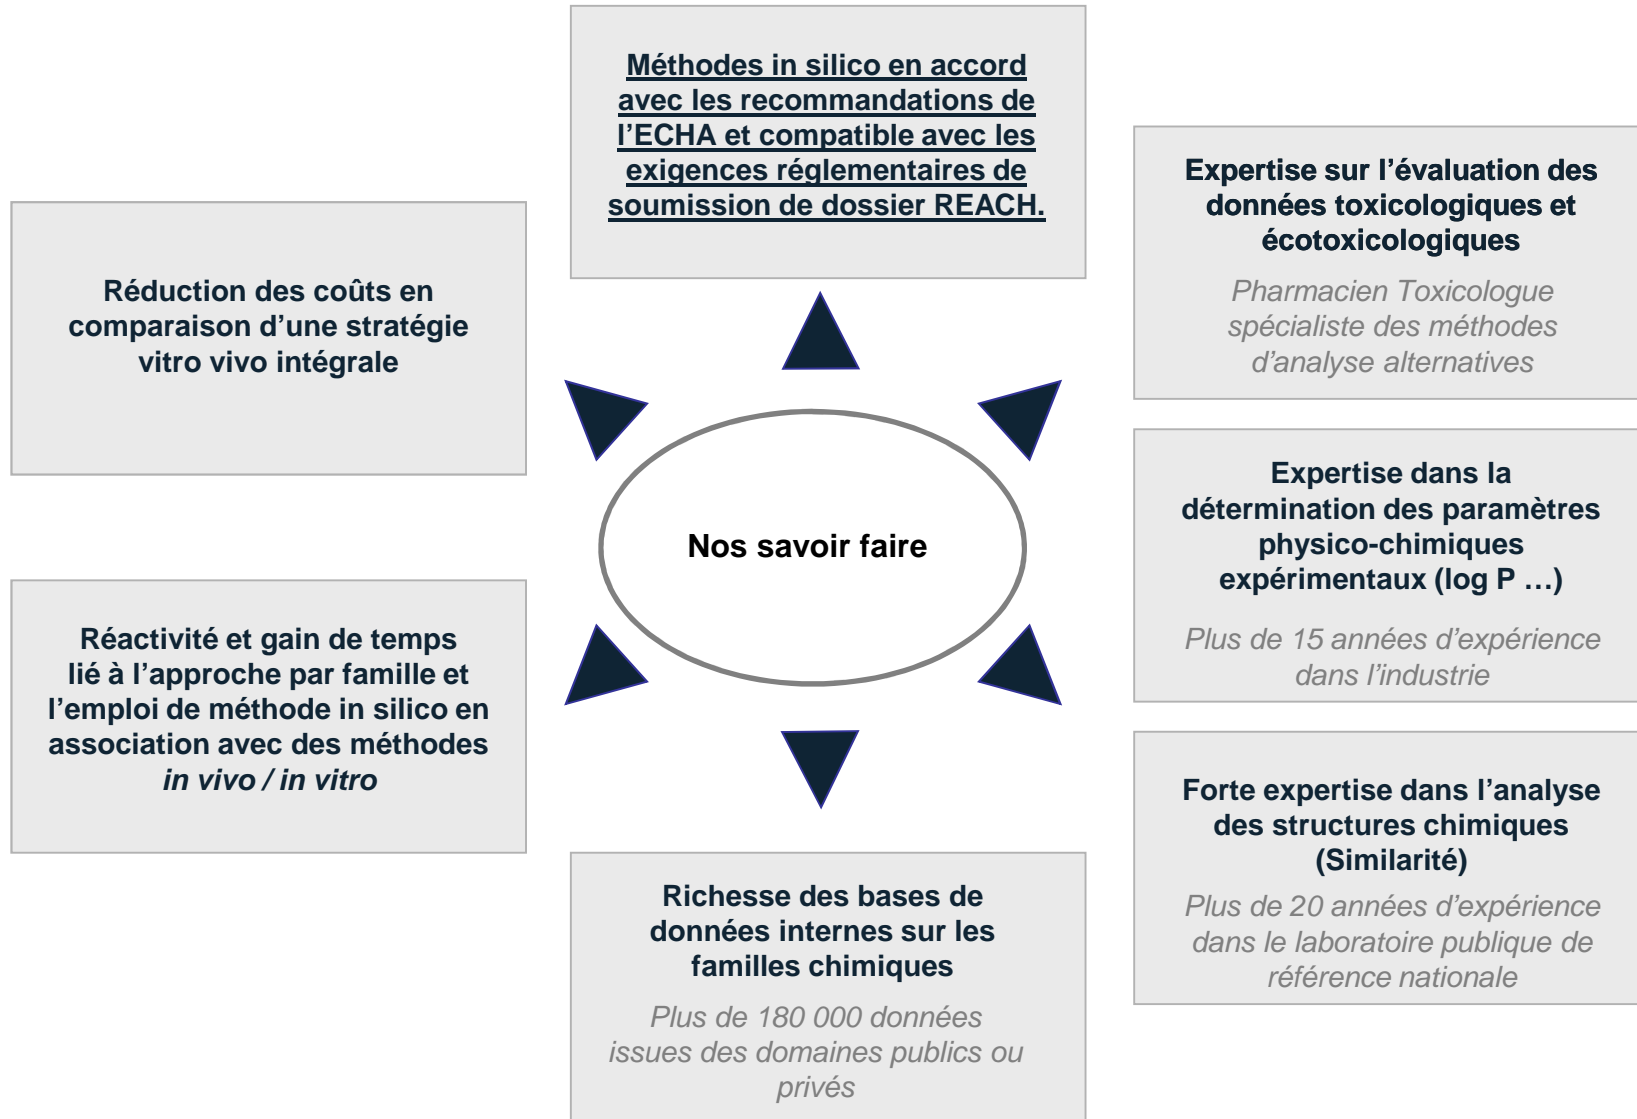 Méthodes in silico en accord
avec les recommandations de
l’ECHA et compatible avec les
exigences réglementaires de
soumission de dossier REACH.
Expertise sur l’évaluation des
données toxicologiques et
écotoxicologiques
Pharmacien Toxicologue
spécialiste des méthodes
d’analyse alternatives
Réduction des coûts en
comparaison d’une stratégie
vitro vivo intégrale
Expertise dans la
détermination des paramètres
physico-chimiques
expérimentaux (log P …)
Plus de 15 années d’expérience
dans l’industrie
Nos savoir faire
Réactivité et gain de temps
lié à l’approche par famille et
l’emploi de méthode in silico en
association avec des méthodes
in vivo / in vitro
Forte expertise dans l’analyse
des structures chimiques
(Similarité)
Plus de 20 années d’expérience
dans le laboratoire publique de
référence nationale
Richesse des bases de
données internes sur les
familles chimiques
Plus de 180 000 données
issues des domaines publics ou
privés